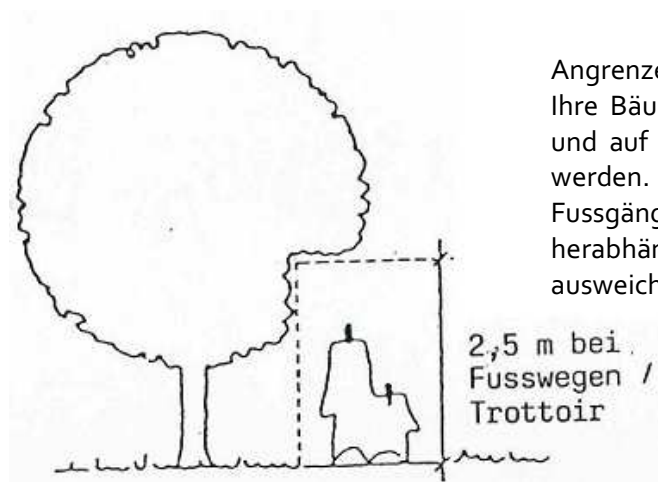 Angrenze
Ihre Bäu
und auf
werden.
Fussgäng
herabhän
ausweich
2,5 m bei
Fusswegen /
Trottoir